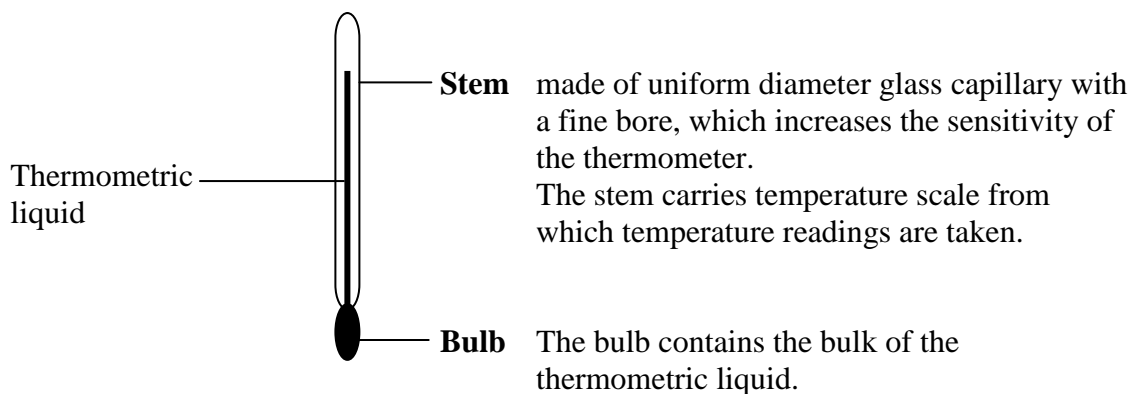 Stem made of uniform diameter glass capillary with
a fine bore, which increases the sensitivity of
the thermometer.
The stem carries temperature scale from
which temperature readings are taken.
Thermometric
liquid
Bulb The bulb contains the bulk of the
thermometric liquid.